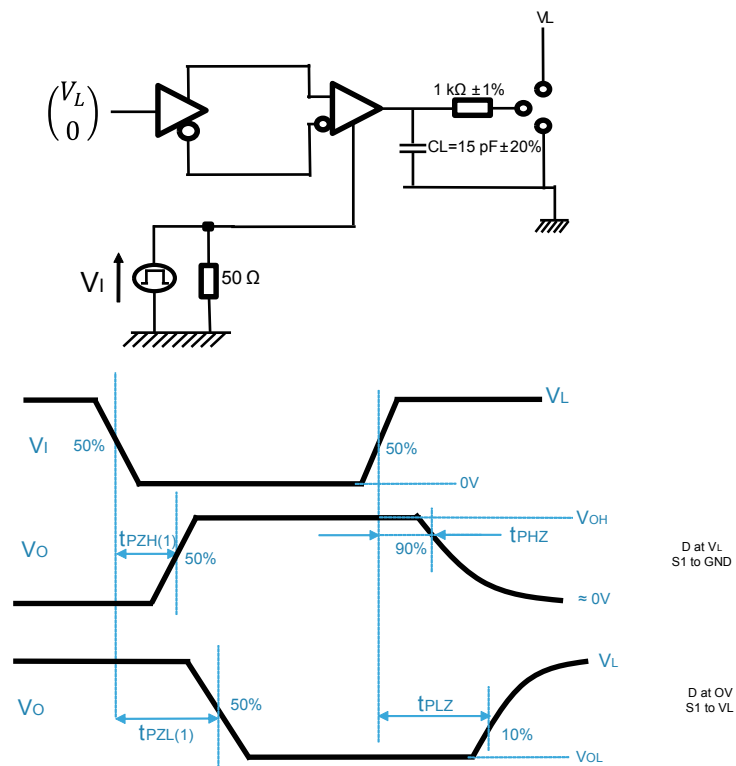 VL
1 kΩ ±1%
(V_L
0)
CL=15 pF±20%
VI
50 Ω
VL
VI
50%
50%
0V
VOH
tPZH(1)
tPHZ
VO
50%
90%
D at VL
S1 to GND
≈ 0V
VL
VO
50%
tPLZ
D at OV
S1 to VL
tPZL(1)
10%
VOL